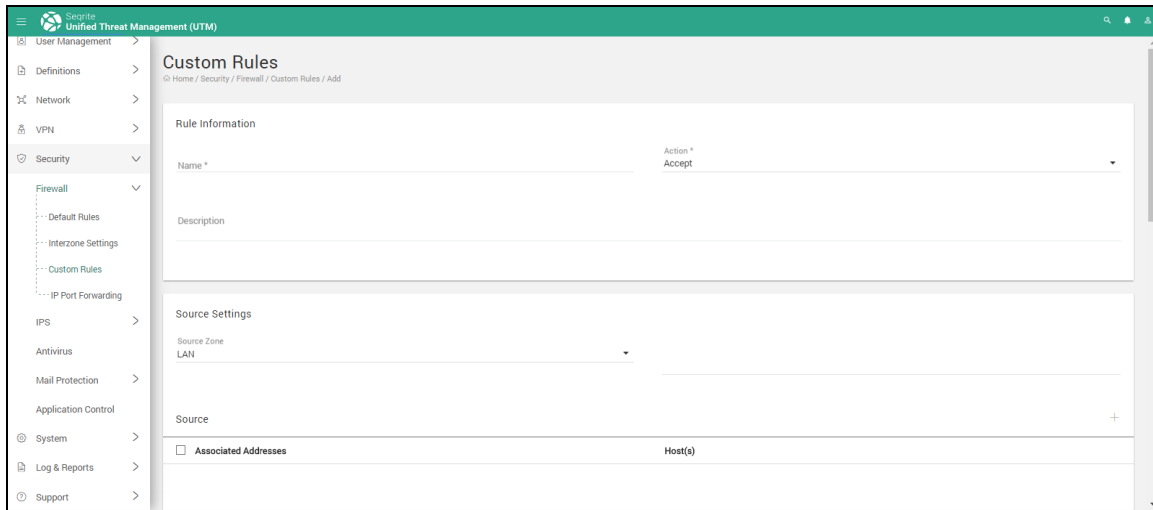 Seqrite
Unified Threat Management (UTM)
User Management
Definitions
Network
VPN
Security
Firewall
Default Rules
Interzone Settings
Custom Rules
IP Port Forwarding
IPS
Antivirus
Mail Protection
Application Control
System
Log & Reports
Support
Custom Rules
Home / Security / Firewall / Custom Rules / Add
Rule Information
Name *
Action *
Accept
Description
Source Settings
Source Zone
LAN
Source
Associated Addresses Host(s)